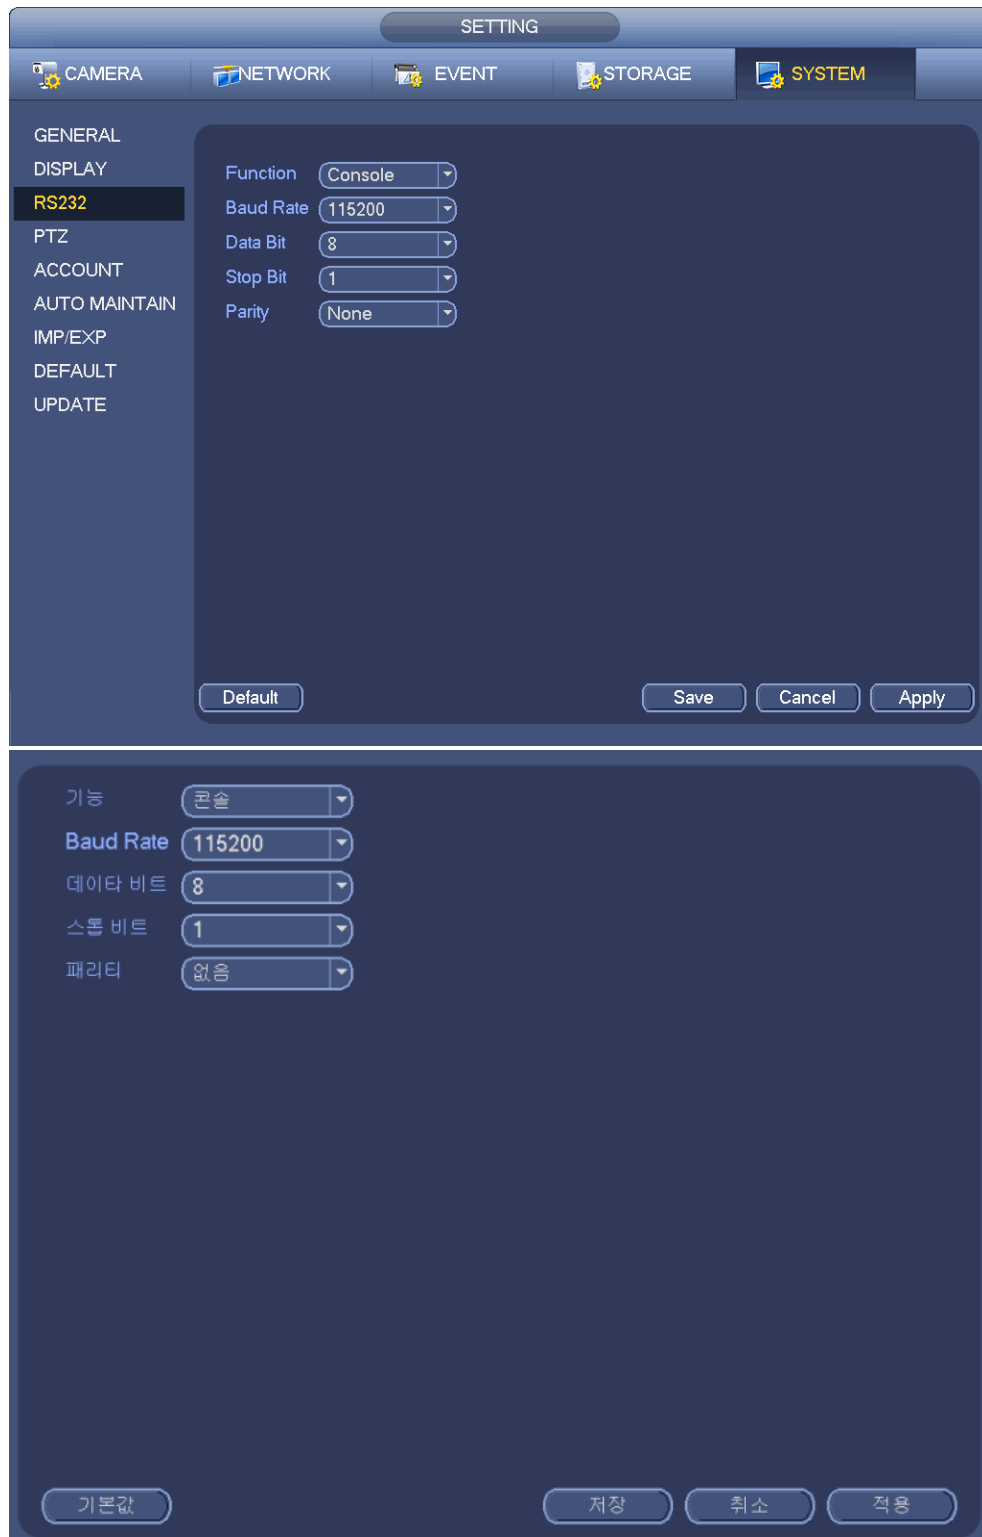 SETTING
CAMERA NETWORK EVENT STORAGE SYSTEM
GENERAL
DISPLAY
RS232
PTZ
ACCOUNT
AUTO MAINTAIN
IMP/EXP
DEFAULT
UPDATE
Function Console
Baud Rate 115200
Data Bit 8
Stop Bit 1
Parity None
Default Save Cancel Apply
기능 콘솔
Baud Rate 115200
데이타 비트 8
스톱 비트 1
패리티 없음
기본값 저장 취소 적용